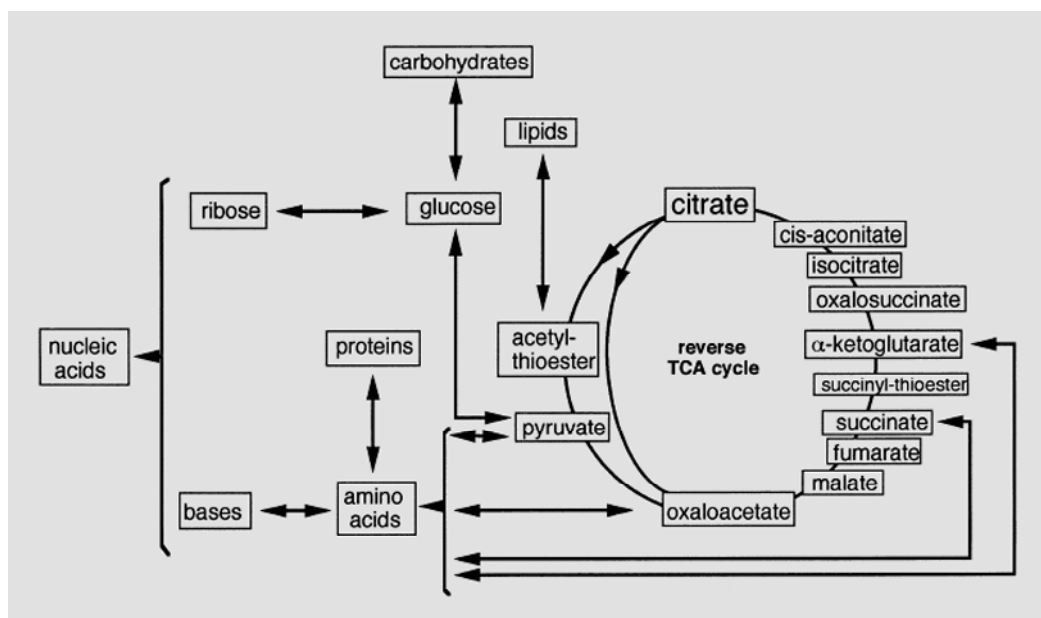 carbohydrates
lipids
ribose
glucose
citrate
cis-aconitate
isocitrate
oxalosuccinate
nucleic
acids
proteins
acetyl-
thioester
reverse
TCA cycle
α-ketoglutarate
succinyl-thioester
pyruvate
succinate
fumarate
malate
bases
amino
acids
oxaloacetate